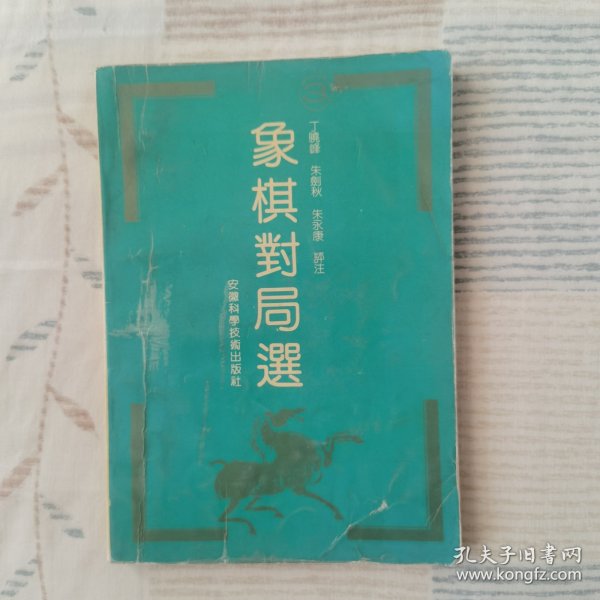 丁曉峰 朱劍秋 朱永康 評注
象棋對局選
安徽科學技術出版社
孔夫子旧書网
www.kongfz.com